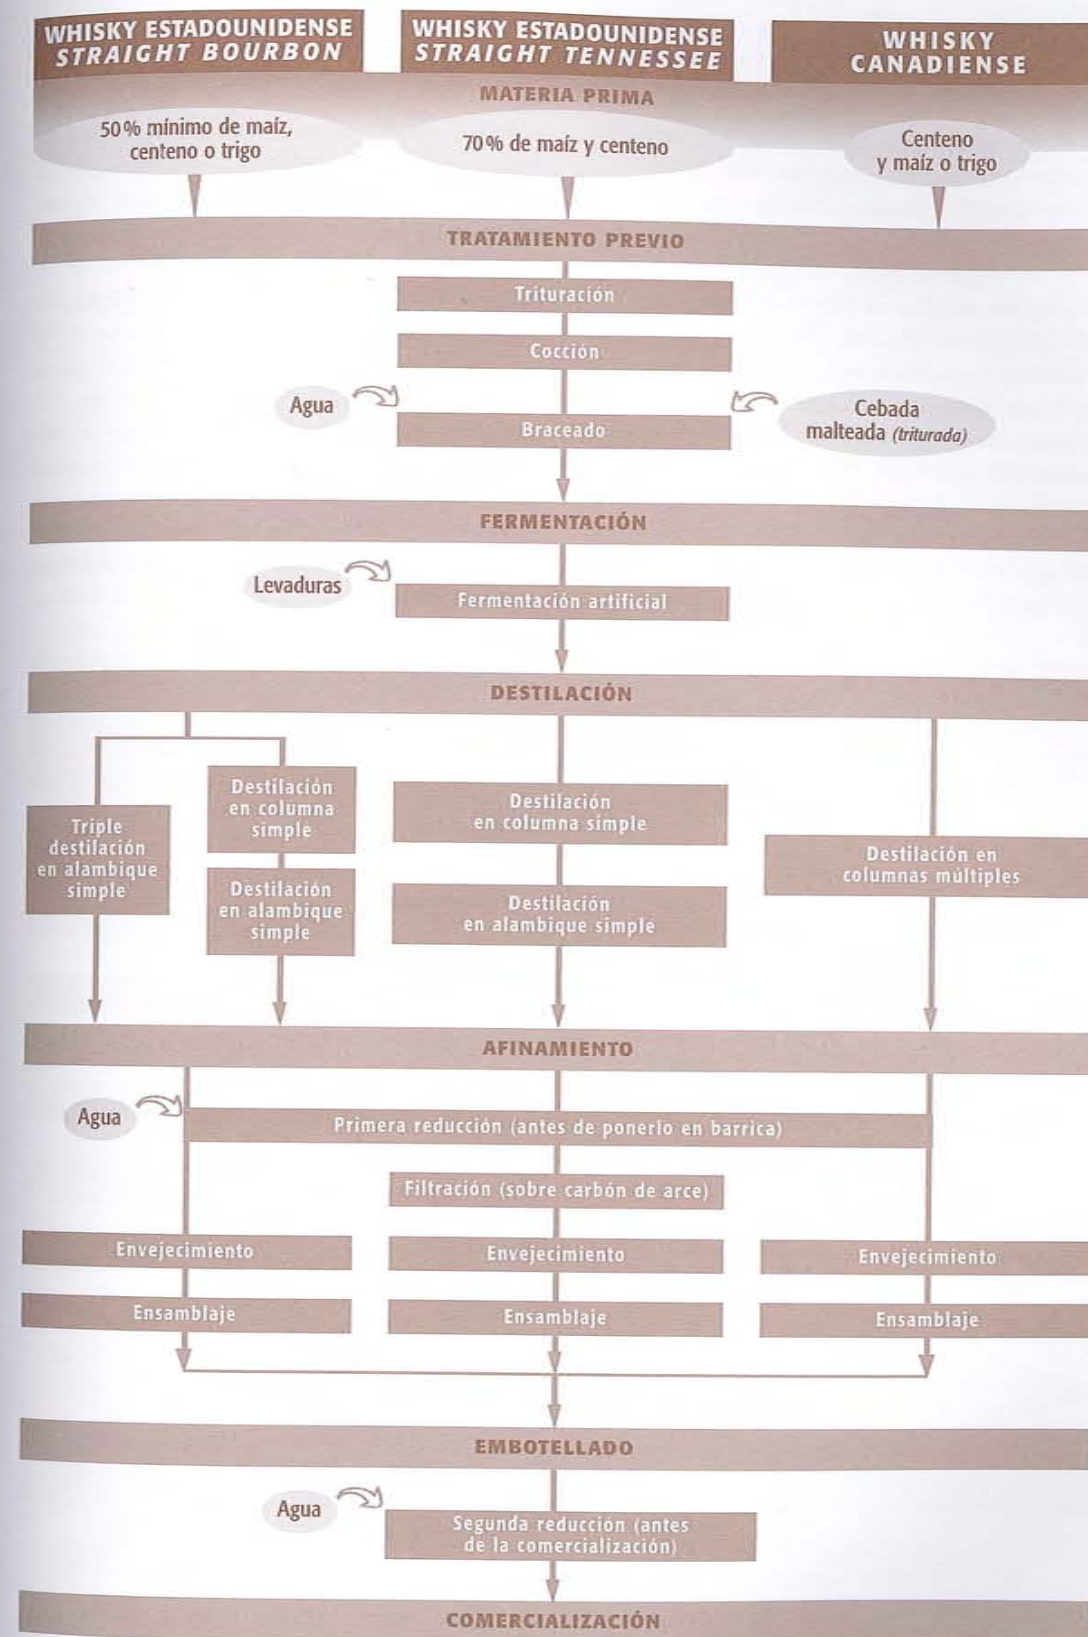 WHISKY ESTADOUNIDENSE
STRAIGHT BOURBON
WHISKY ESTADOUNIDENSE
STRAIGHT TENNESSEE
WHISKY
CANADIENSE
MATERIA PRIMA
50% mínimo de maíz,
centeno o trigo
70% de maíz y centeno
Centeno
y maíz o trigo
TRATAMIENTO PREVIO
Trituración
Cocción
Agua
Braceado
Cebada
malteada (triturada)
FERMENTACIÓN
Levaduras
Fermentación artificial
DESTILACIÓN
Triple
destilación
en alambique
simple
Destilación
en columna
simple
Destilación
en alambique
simple
Destilación
en columna simple
Destilación
en alambique simple
Destilación en
columnas múltiples
AFINAMIENTO
Agua
Primera reducción (antes de ponerlo en barrica)
Filtración (sobre carbón de arce)
Envejecimiento
Envejecimiento
Envejecimiento
Ensamblaje
Ensamblaje
Ensamblaje
EMBOTELLADO
Agua
Segunda reducción (antes
de la comercialización)
COMERCIALIZACIÓN